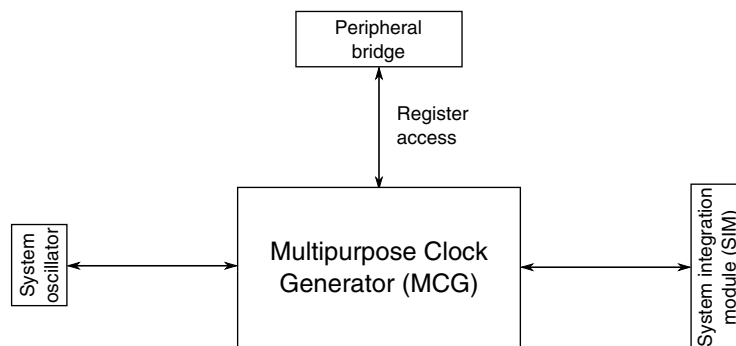 Peripheral
bridge
Register
access
System
oscillator
Multipurpose Clock
Generator (MCG)
System integration
module (SIM)